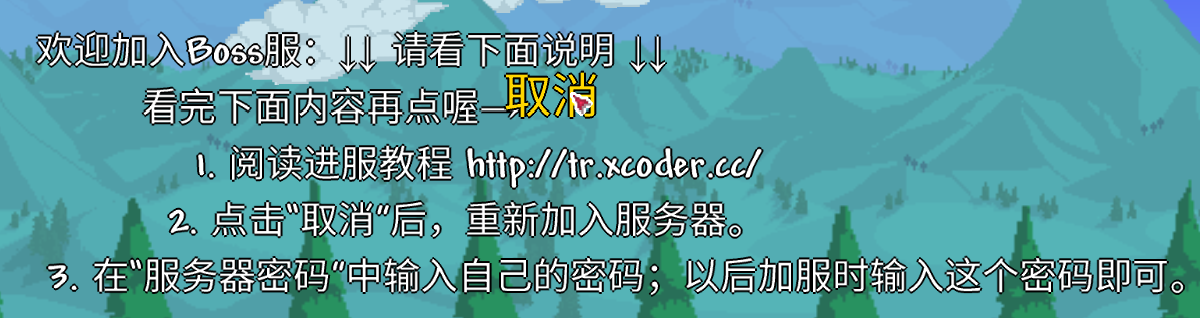 欢迎加入Boss服：↓↓ 请看下面说明 ↓↓
看完下面内容再点喔—>取消
1. 阅读进服教程 http://tr.xcoder.cc/
2. 点击“取消”后，重新加入服务器。
3. 在“服务器密码”中输入自己的密码；以后加服时输入这个密码即可。